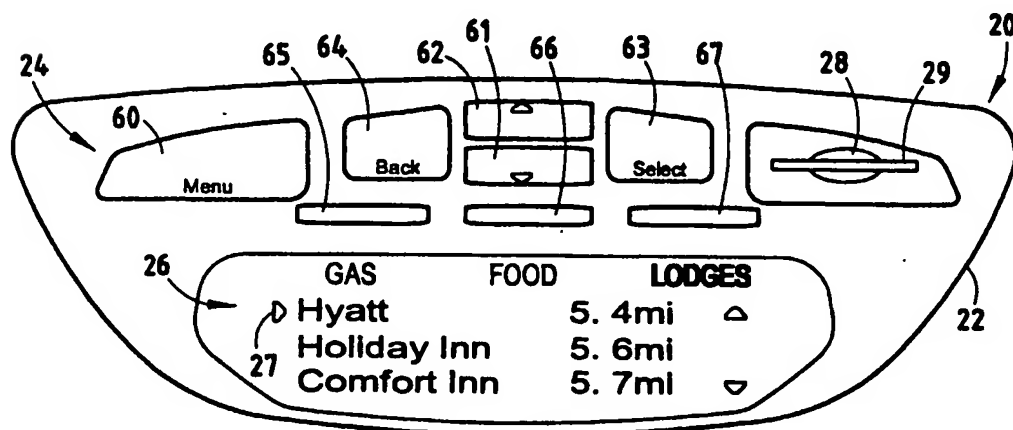 61 66 20
64 62 63 67
65 28
24 29
60
Back
Menu Select
26 GAS FOOD LODGES
Hyatt 5. 4mi
22
Holiday Inn 5. 6mi
27
Comfort Inn 5. 7mi